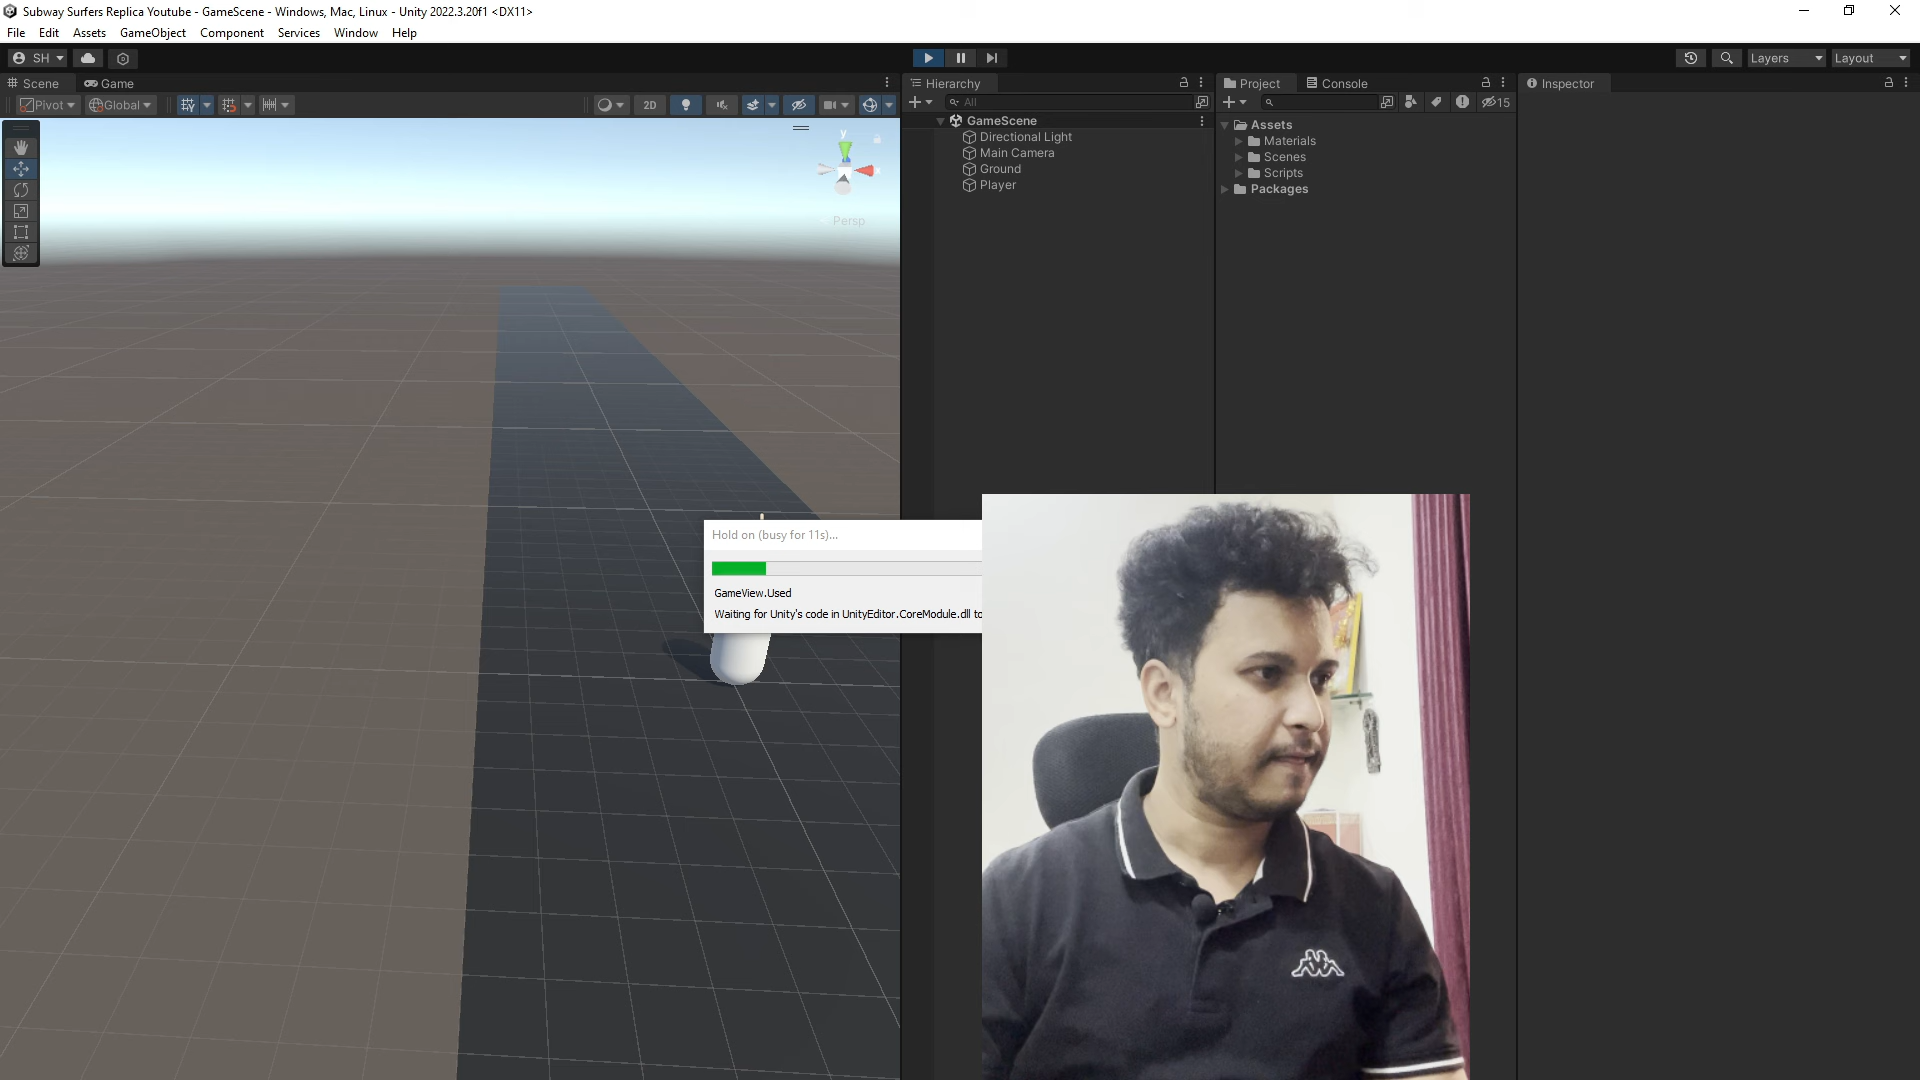 Subway Surfers Replica Youtube - GameScene - Windows, Mac, Linux - Unity 2022.3.20f1 <DX11>
File Edit Assets GameObject Component Services Window Help
SH Layers Layout
Scene Game Hierarchy Project Console Inspector
Pivot Global 2D All 15
GameScene
Directional Light
Main Camera
Ground
Player
Assets
Materials
Scenes
Scripts
Packages
y
x
Persp
Hold on (busy for 11s)...
GameView.Used
Waiting for Unity's code in UnityEditor.CoreModule.dll to